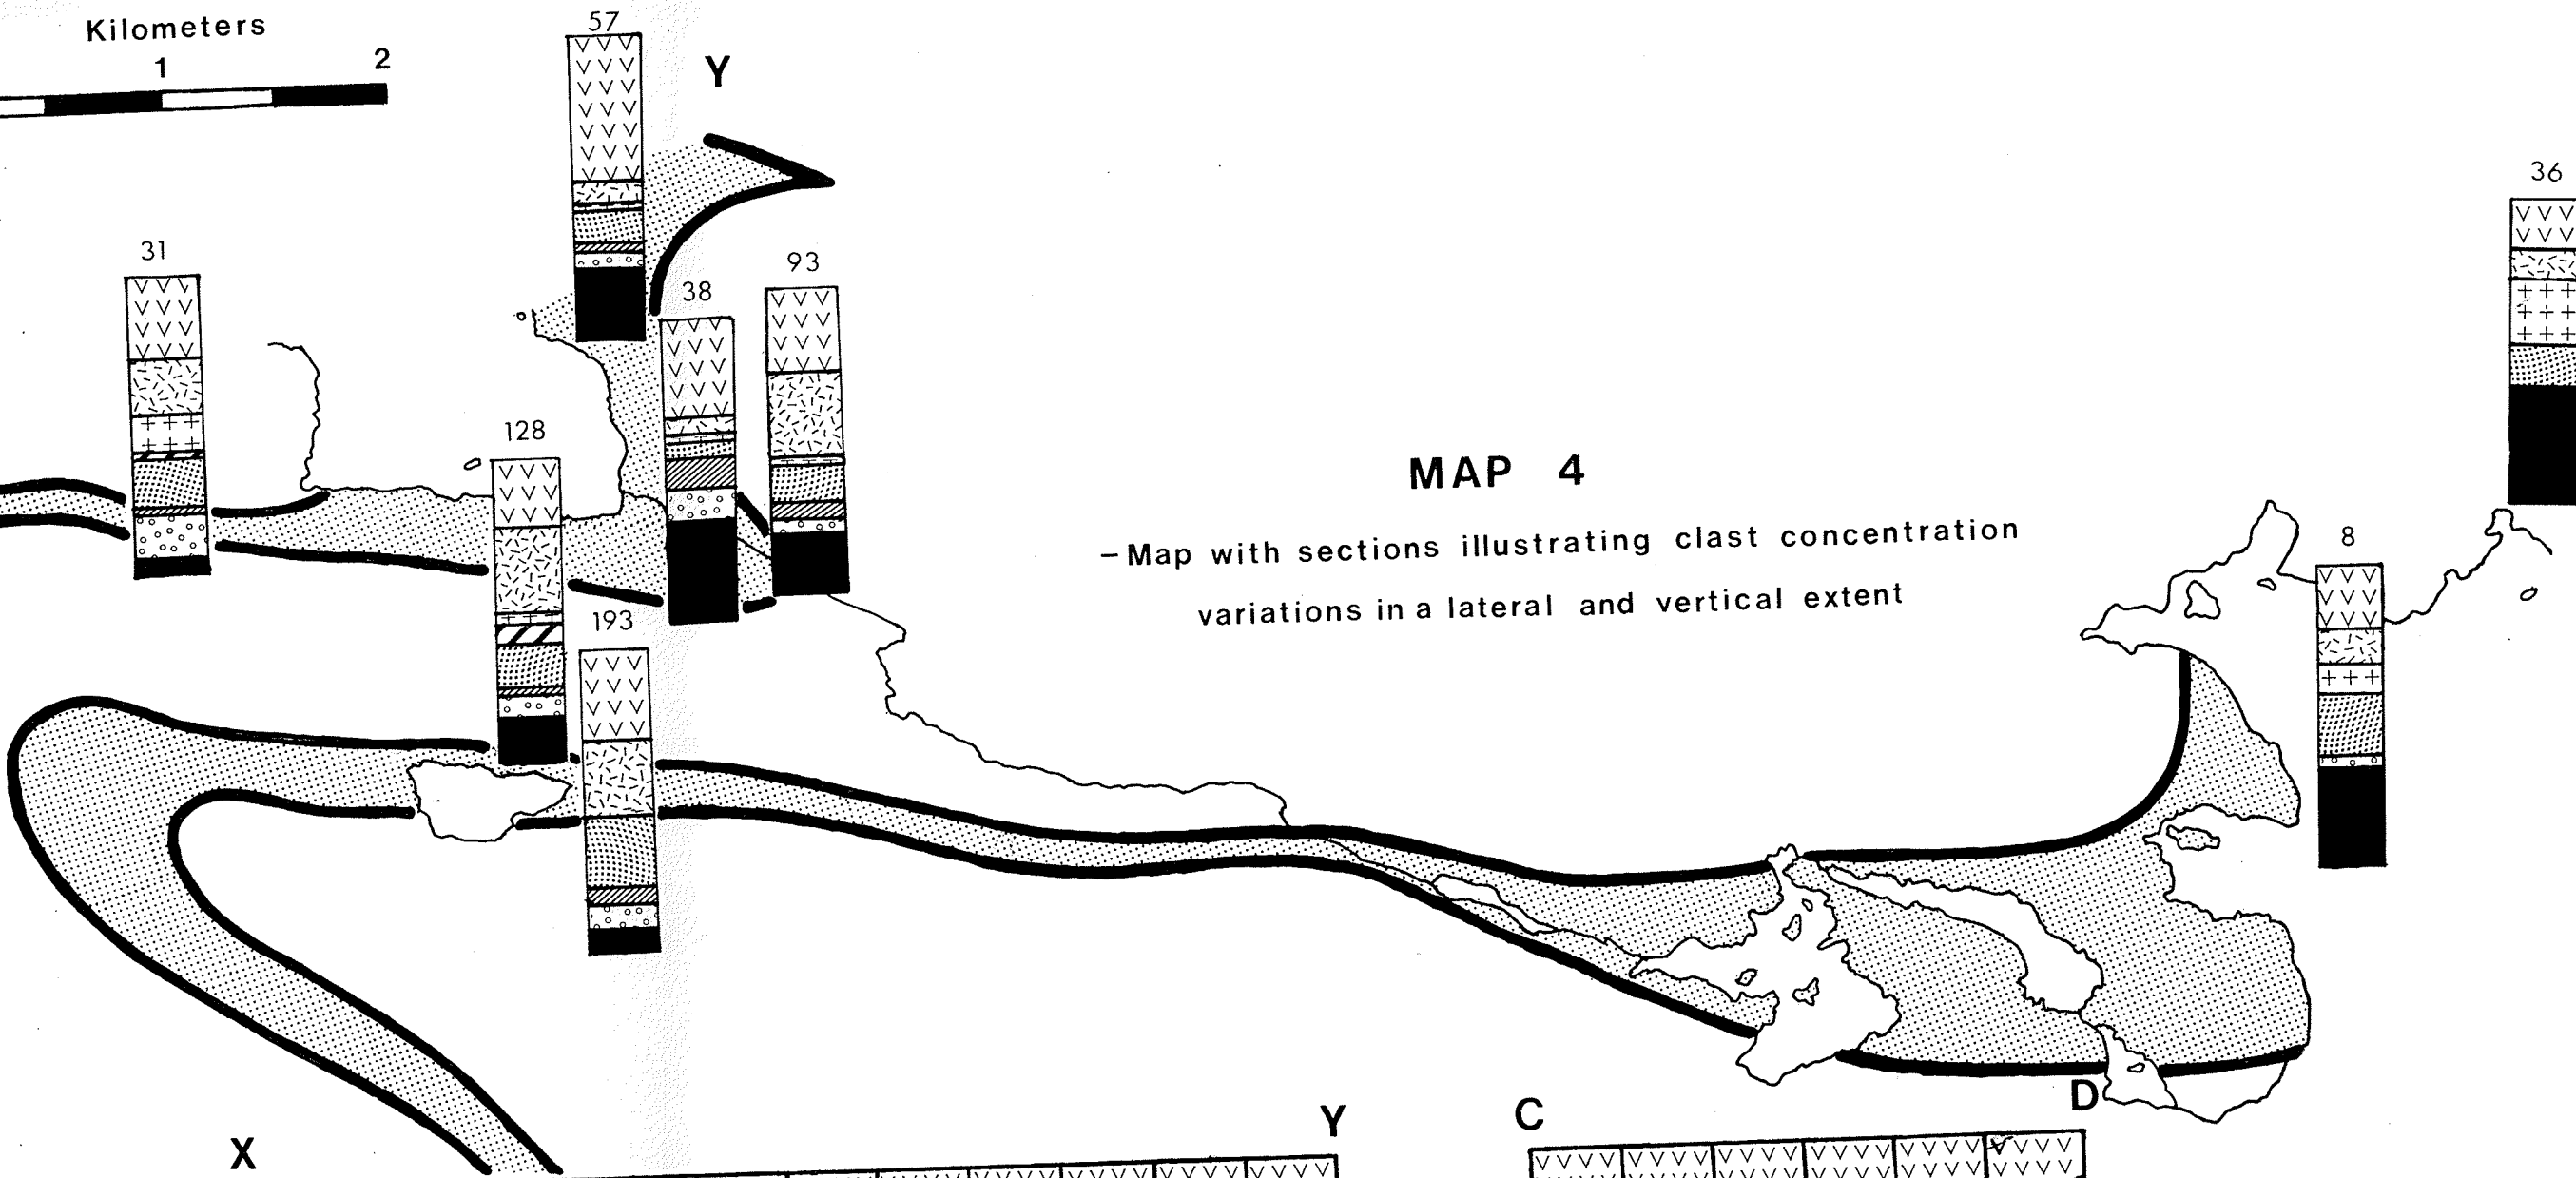 Kilometers
1 2
57
Y
36
31
93
38
128
MAP 4
– Map with sections illustrating clast concentration
variations in a lateral and vertical extent
8
193
D
Y
C
X